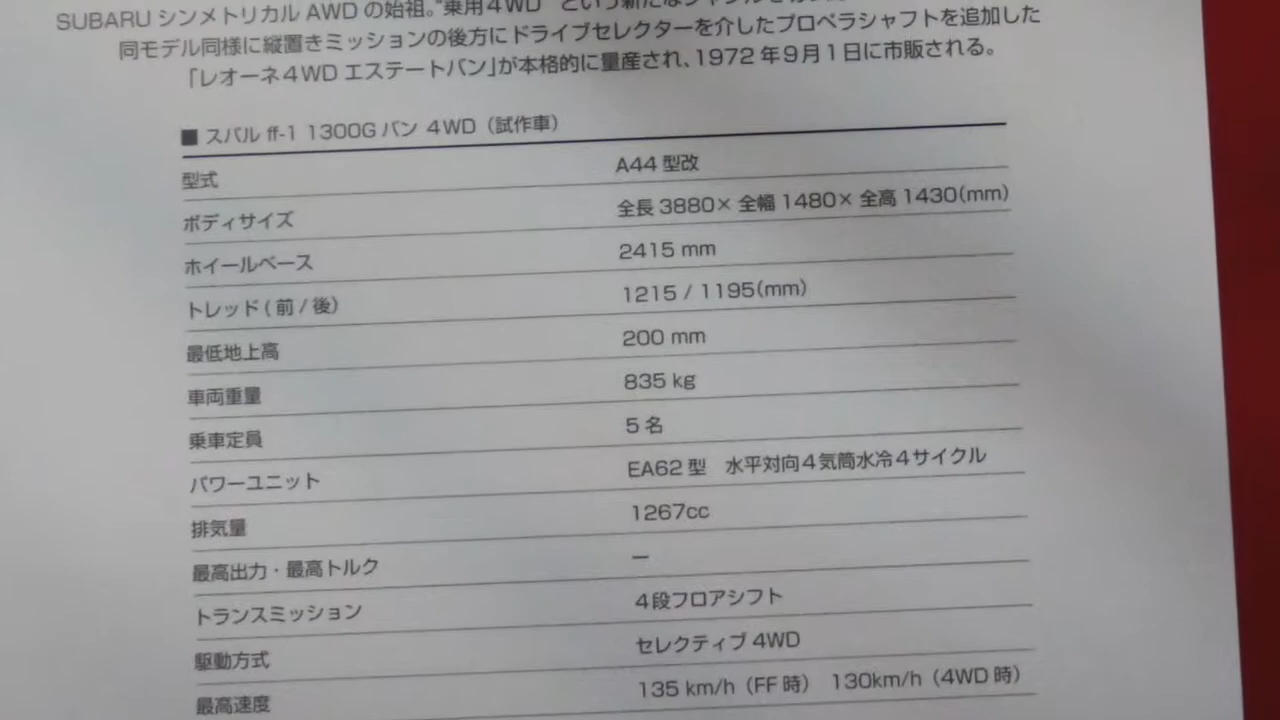 SUBARU シンメトリカル AWD の始祖。"乗用4WD" という新たな
同モデル同様に縦置きミッションの後方にドライブセレクターを介したプロペラシャフトを追加した
「レオーネ4WD エステートバン」が本格的に量産され、1972年9月1日に市販される。
■ スバル ff-1 1300G バン 4WD（試作車）
型式 A44 型改
ボディサイズ 全長 3880× 全幅 1480× 全高 1430(mm)
ホイールベース 2415 mm
トレッド ( 前 / 後) 1215 / 1195(mm)
最低地上高 200 mm
車両重量 835 kg
乗車定員 5 名
パワーユニット EA62 型　水平対向4気筒水冷4サイクル
排気量 1267cc
最高出力・最高トルク ー
トランスミッション 4段フロアシフト
駆動方式 セレクティブ 4WD
最高速度 135 km/h（FF 時）　130km/h（4WD 時）